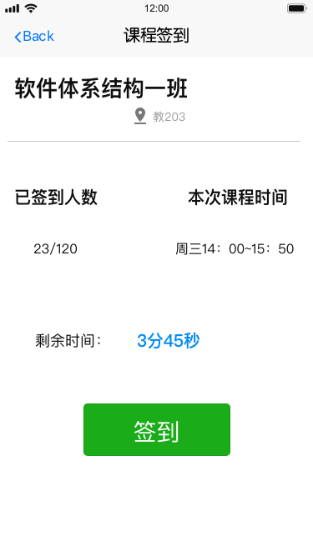 12:00
Back
课程签到
软件体系结构一班
教203
已签到人数
本次课程时间
23/120
周三14：00~15：50
剩余时间：
3分45秒
签到